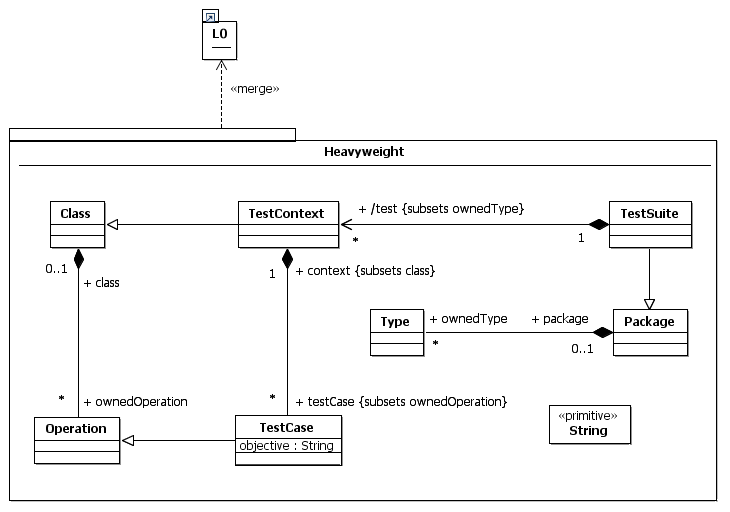 L0
«merge»
Heavyweight
Class
TestContext
+ /test {subsets ownedType}
TestSuite
*
1
0..1
+ class
1
+ context {subsets class}
Type
+ ownedType
+ package
Package
*
0..1
*
+ ownedOperation
*
+ testCase {subsets ownedOperation}
Operation
TestCase
objective : String
«primitive»
String